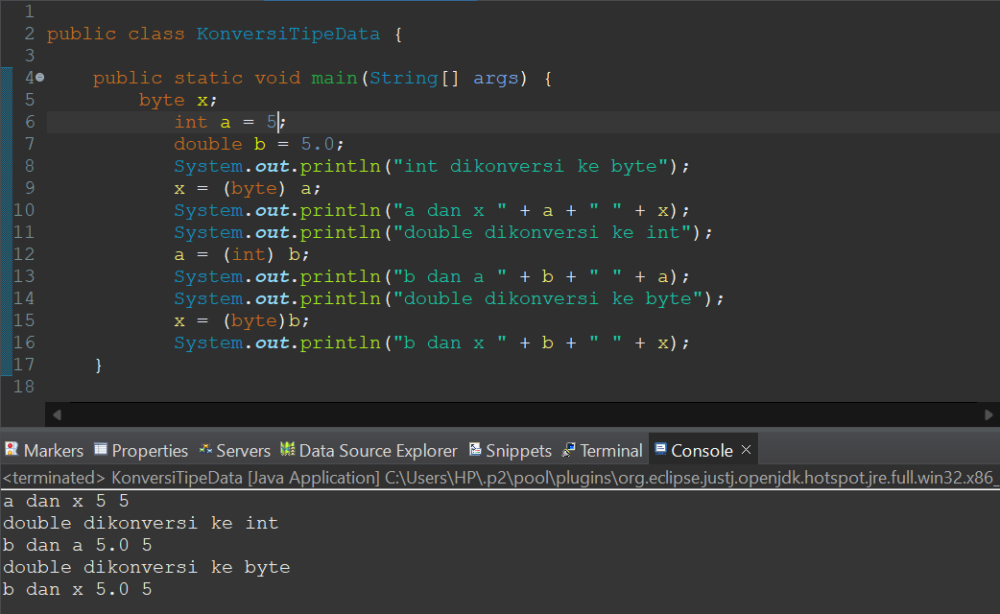 1
2 public class KonversiTipeData {
3
4 public static void main(String[] args) {
5 byte x;
6 int a = 5;
7 double b = 5.0;
8 System.out.println("int dikonversi ke byte");
9 x = (byte) a;
10 System.out.println("a dan x " + a + " " + x);
11 System.out.println("double dikonversi ke int");
12 a = (int) b;
13 System.out.println("b dan a " + b + " " + a);
14 System.out.println("double dikonversi ke byte");
15 x = (byte)b;
16 System.out.println("b dan x " + b + " " + x);
17 }
18
Markers Properties Servers Data Source Explorer Snippets Terminal Console
<terminated> KonversiTipeData [Java Application] C:\Users\HP\.p2\pool\plugins\org.eclipse.justj.openjdk.hotspot.jre.full.win32.x86_
a dan x 5 5
double dikonversi ke int
b dan a 5.0 5
double dikonversi ke byte
b dan x 5.0 5